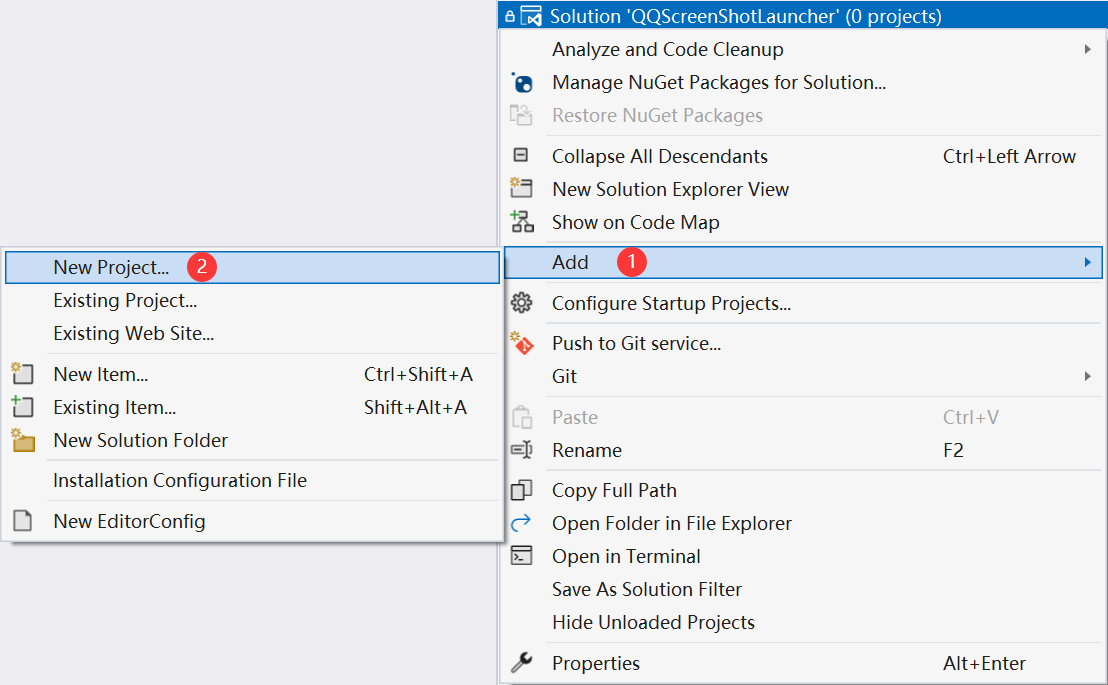 Solution 'QQScreenShotLauncher' (0 projects)
Analyze and Code Cleanup
Manage NuGet Packages for Solution...
Restore NuGet Packages
Collapse All Descendants Ctrl+Left Arrow
New Solution Explorer View
Show on Code Map
Add 1
Configure Startup Projects...
Push to Git service...
Git
Paste Ctrl+V
Rename F2
Copy Full Path
Open Folder in File Explorer
Open in Terminal
Save As Solution Filter
Hide Unloaded Projects
Properties Alt+Enter
New Project... 2
Existing Project...
Existing Web Site...
New Item... Ctrl+Shift+A
Existing Item... Shift+Alt+A
New Solution Folder
Installation Configuration File
New EditorConfig